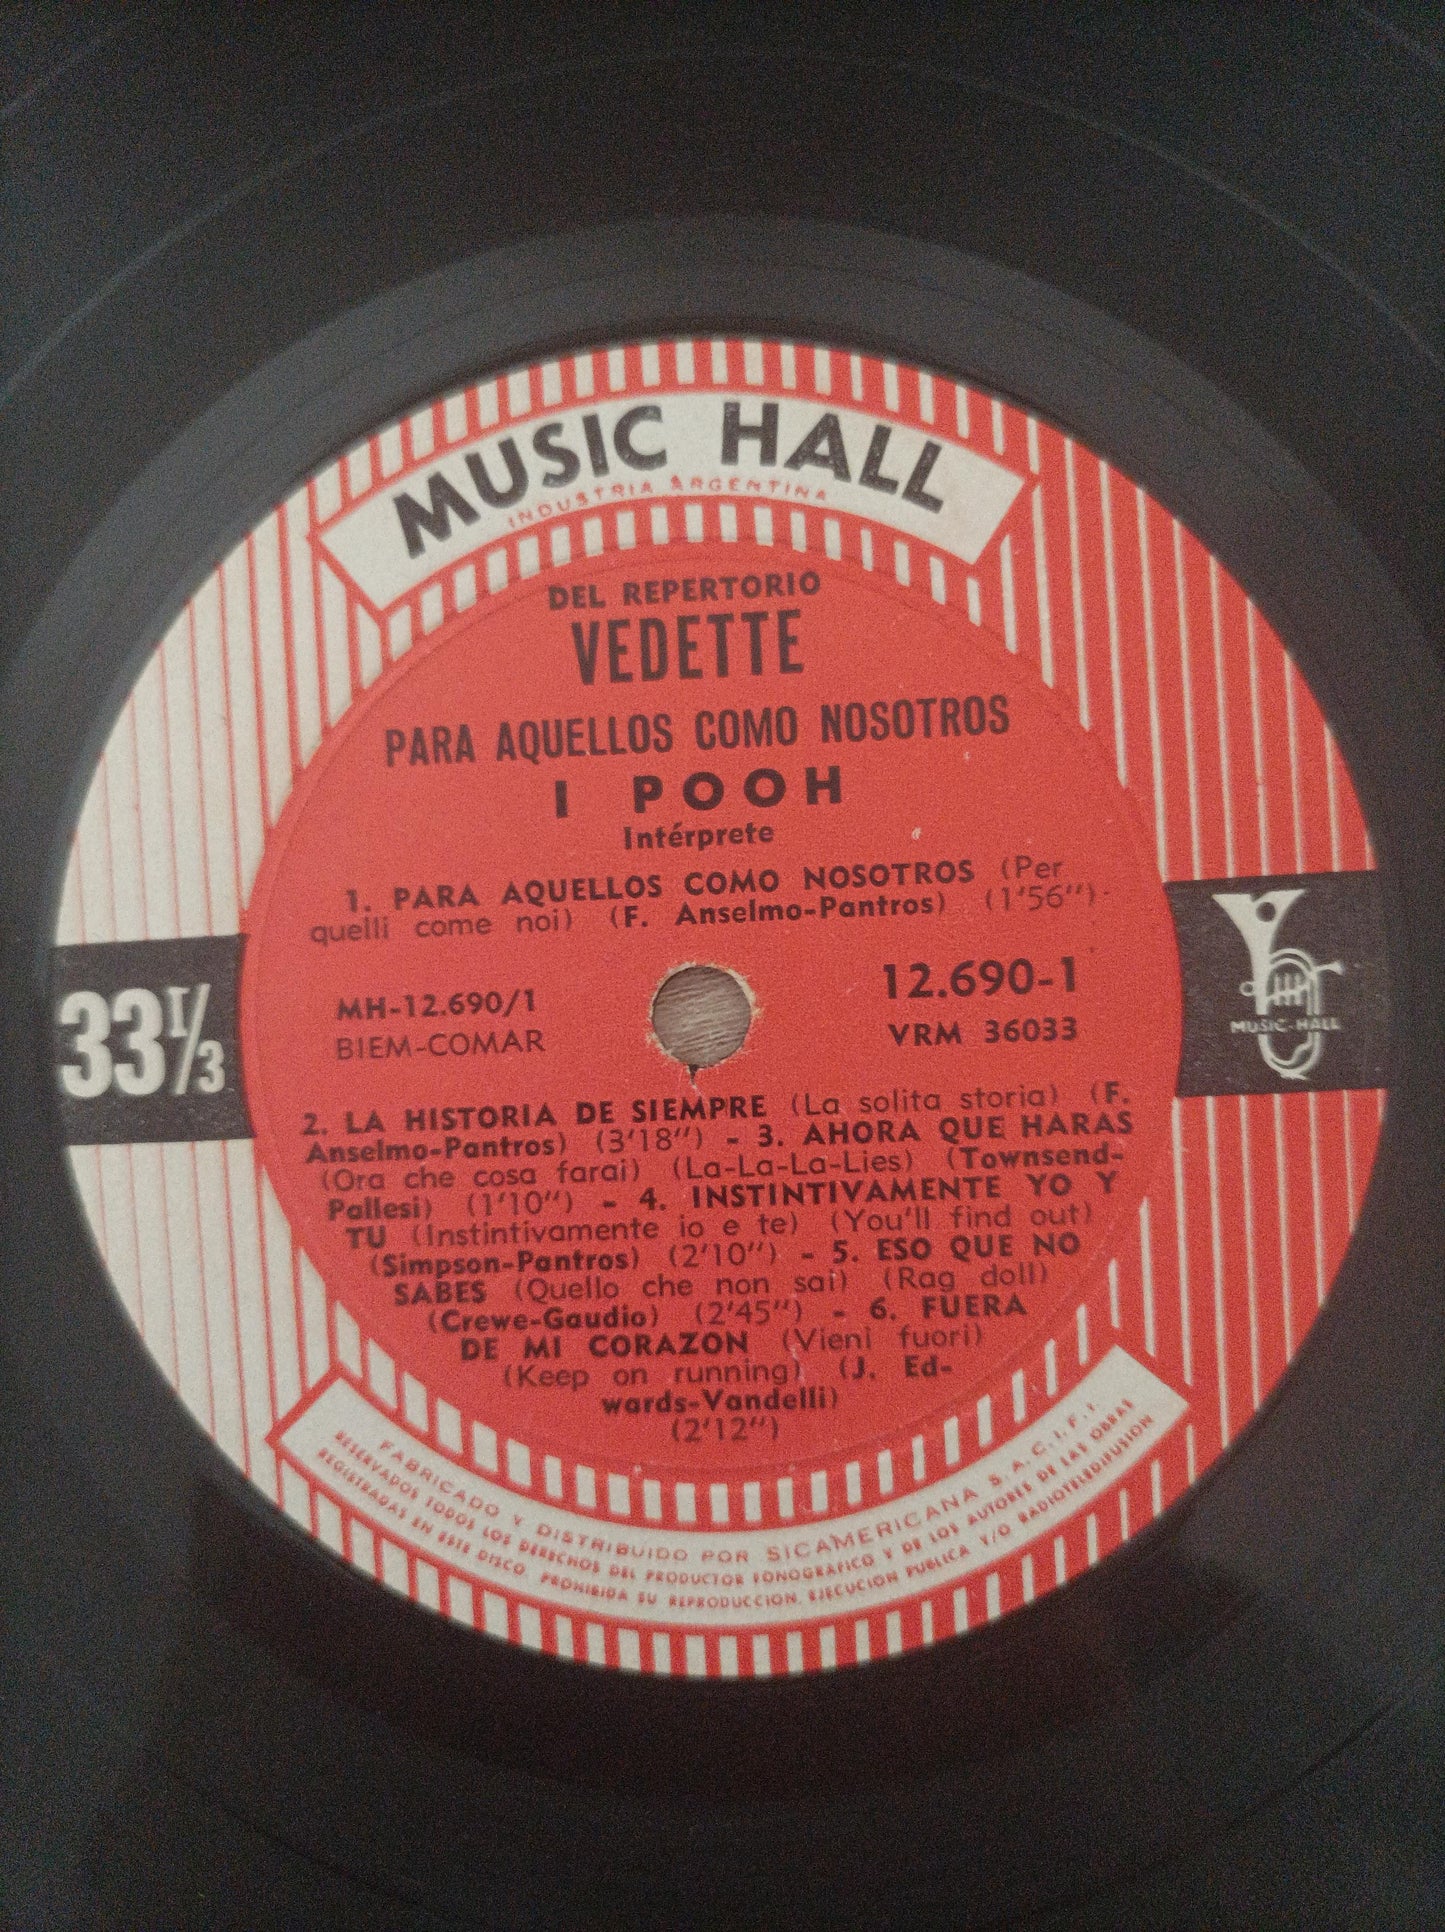 MUSIC HALL
INDUSTRIA ARGENTINA
DEL REPERTORIO
VEDETTE
PARA AQUELLOS COMO NOSOTROS
I POOH
Intérprete
1. PARA AQUELLOS COMO NOSOTROS (Per
quelli come noi) (F. Anselmo-Pantros) (1'56")
33 1/3
MH-12.690/1
BIEM-COMAR
12.690-1
VRM 36033
MUSIC-HALL
2. LA HISTORIA DE SIEMPRE (La solita storia) (F.
Anselmo-Pantros) (3'18") - 3. AHORA QUE HARAS
(Ora che cosa farai) (La-La-La-Lies) (Townsend-
Pallesi) (1'10") - 4. INSTINTIVAMENTE YO Y
TU (Instintivamente io e te) (You'll find out)
(Simpson-Pantros) (2'10") - 5. ESO QUE NO
SABES (Quello che non sai) (Rag doll)
(Crewe-Gaudio) (2'45") - 6. FUERA
DE MI CORAZON (Vieni fuori)
(Keep on running) (J. Ed-
wards-Vandelli)
(2'12")
FABRICADO Y DISTRIBUIDO POR SICAMERICANA S.A.C.I.F.I.
RESERVADOS TODOS LOS DERECHOS DEL PRODUCTOR FONOGRAFICO Y DE LOS AUTORES DE LAS OBRAS
REGISTRADAS EN ESTE DISCO. PROHIBIDA SU REPRODUCCION, EJECUCION PUBLICA Y/O RADIOTELEDIFUSION